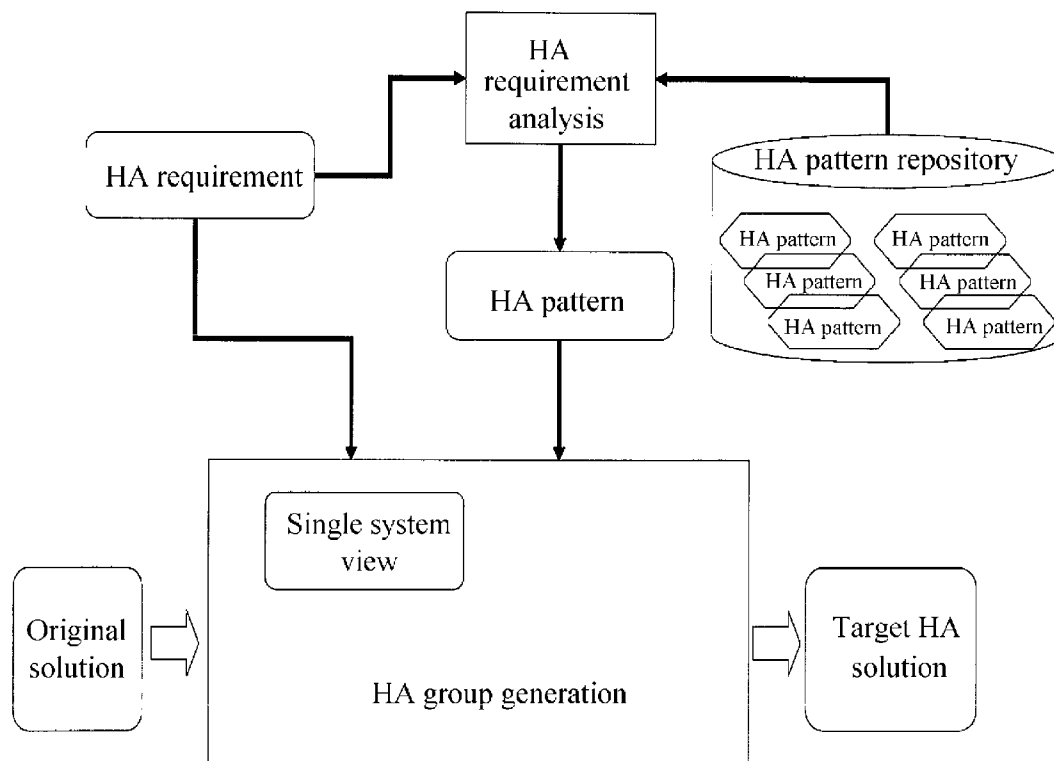 HA
requirement
analysis
HA requirement
HA pattern repository
HA pattern
HA pattern
HA pattern
HA pattern
HA pattern
HA pattern
HA pattern
Single system
view
Original
solution
Target HA
solution
HA group generation